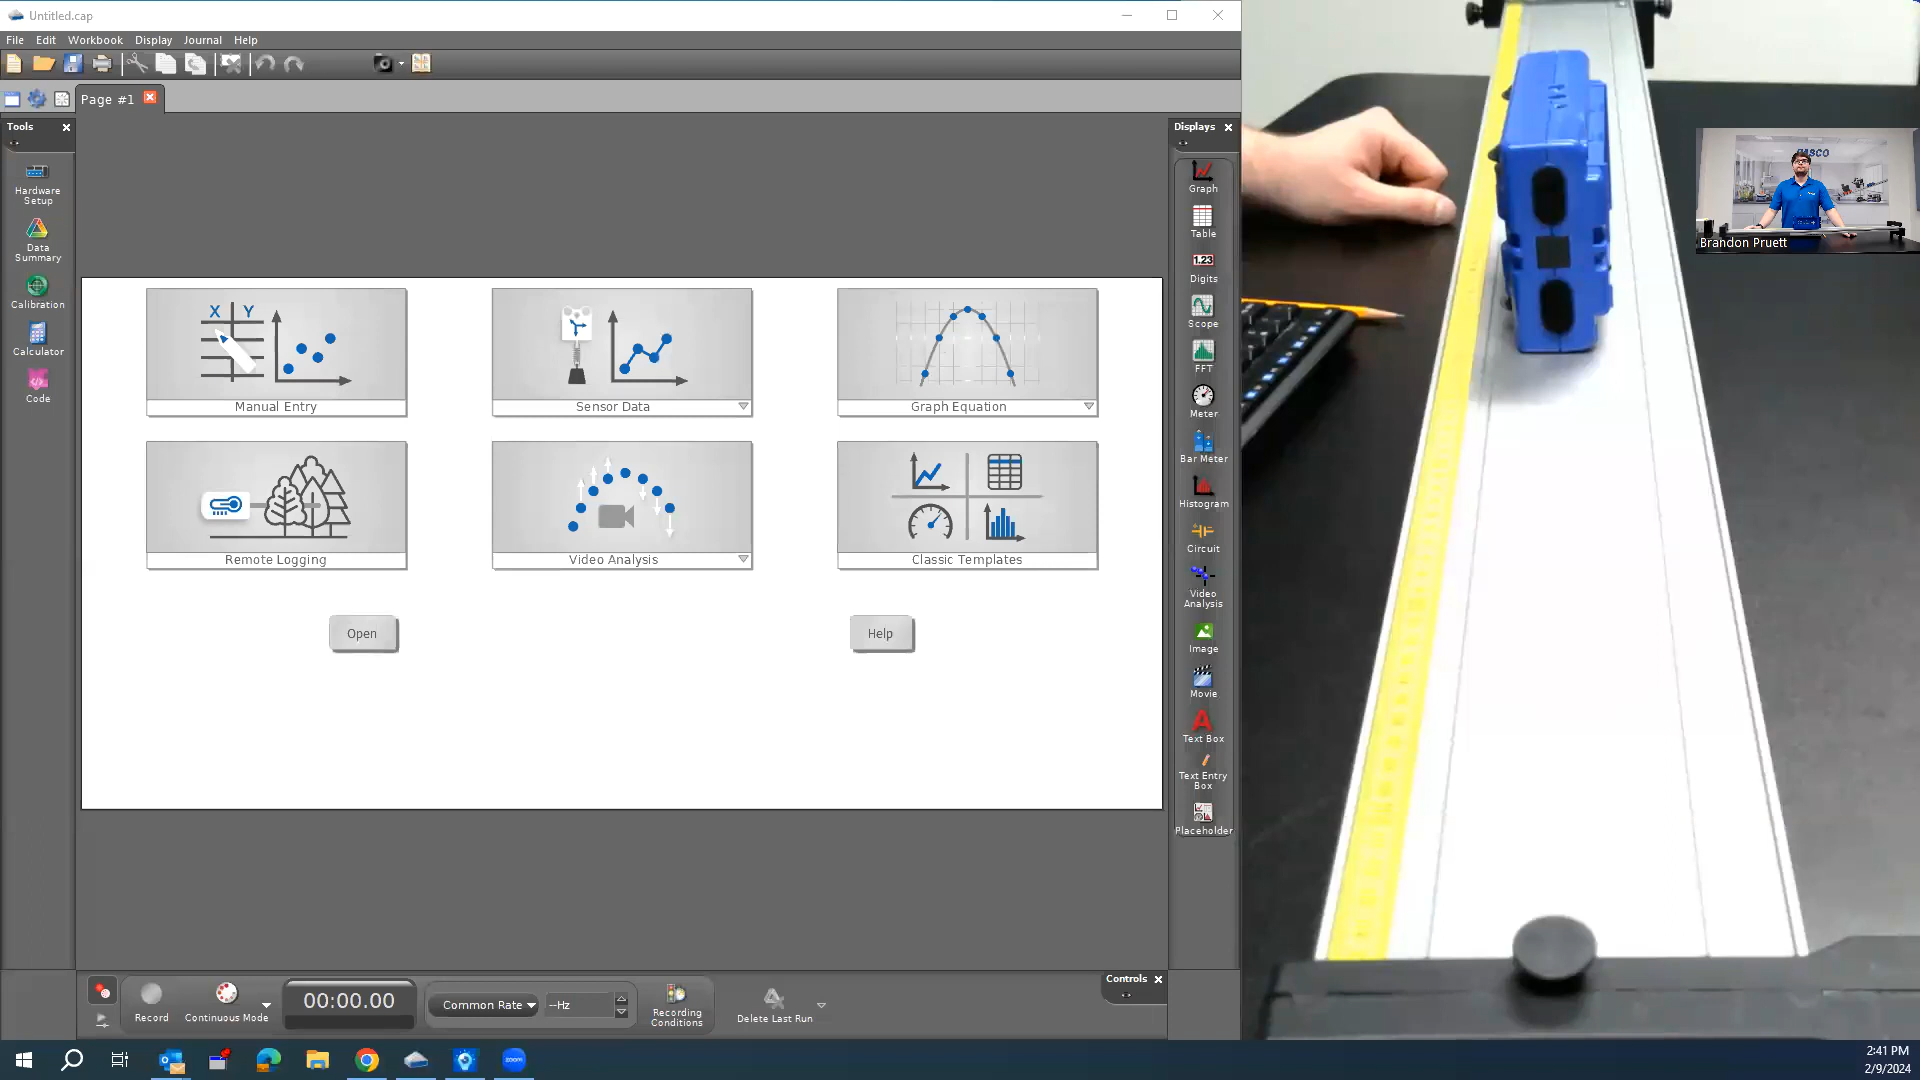 Untitled.cap
File Edit Workbook Display Journal Help
Page #1
Tools
Hardware
Setup
Data
Summary
Calibration
Calculator
Code
X Y
Manual Entry
Sensor Data
Graph Equation
Remote Logging
Video Analysis
Classic Templates
Open
Help
Displays
Graph
Table
1.23
Digits
Scope
FFT
Meter
Bar Meter
Histogram
Circuit
Video
Analysis
Image
Movie
A
Text Box
Text Entry
Box
Placeholder
Controls
Record
Continuous Mode
00:00.00
Common Rate
--Hz
Recording
Conditions
Delete Last Run
PASCO
Brandon Pruett
zoom
2:41 PM
2/9/2024